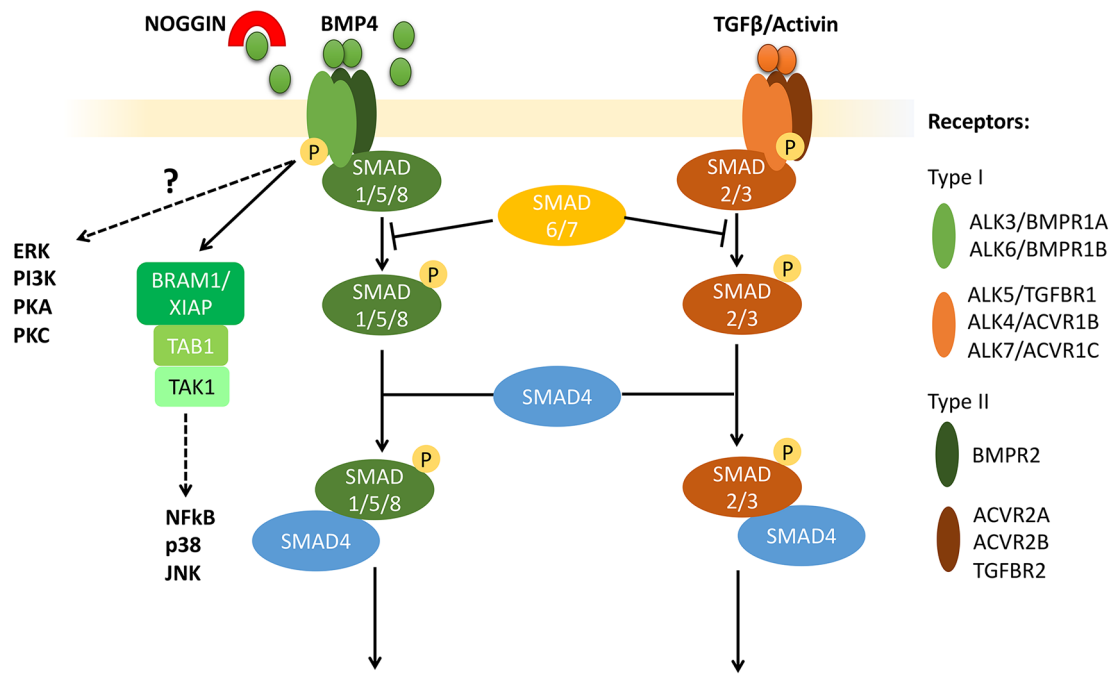 NOGGIN
BMP4
TGFβ/Activin
Receptors:
P
P
SMAD
1/5/8
SMAD
2/3
?
Type I
SMAD
6/7
ALK3/BMPR1A
ALK6/BMPR1B
ERK
PI3K
PKA
PKC
BRAM1/
XIAP
TAB1
TAK1
P
SMAD
1/5/8
P
SMAD
2/3
ALK5/TGFBR1
ALK4/ACVR1B
ALK7/ACVR1C
SMAD4
Type II
P
SMAD
1/5/8
SMAD4
P
SMAD
2/3
SMAD4
BMPR2
NFkB
p38
JNK
ACVR2A
ACVR2B
TGFBR2